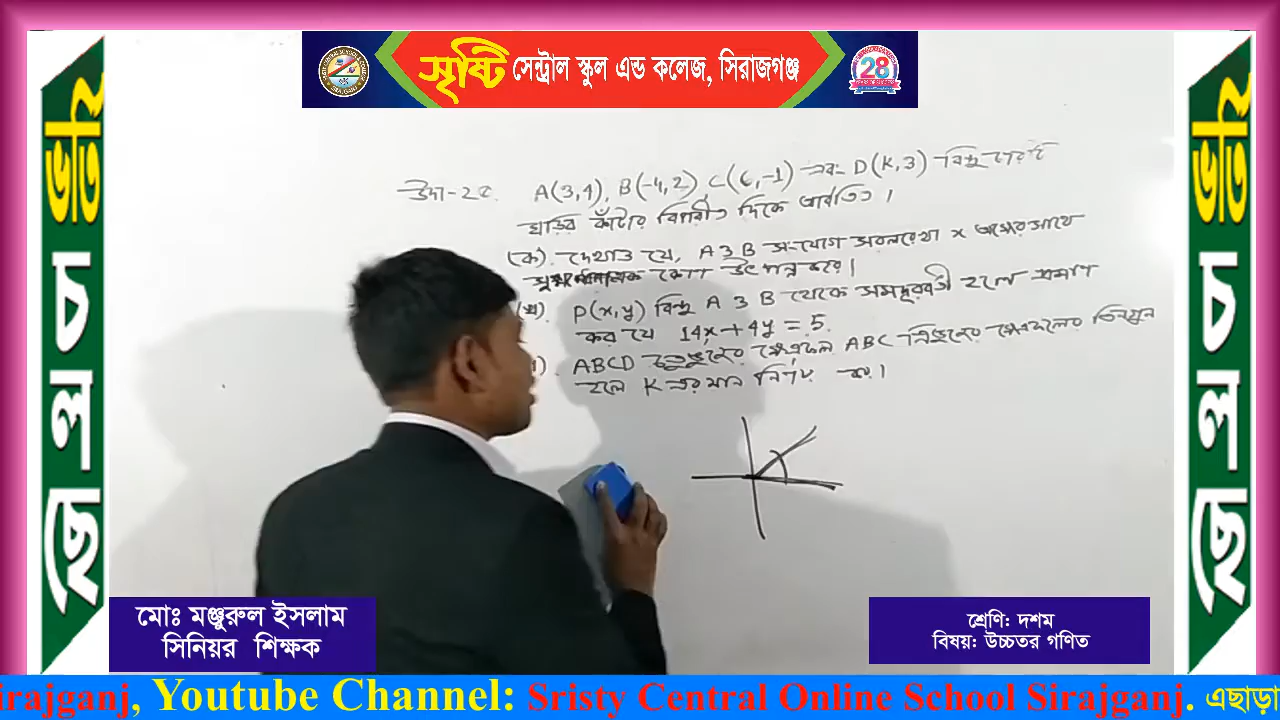 সৃষ্টি সেন্ট্রাল স্কুল এন্ড কলেজ, সিরাজগঞ্জ
28
ভর্তি চলছে
ভর্তি চলছে
উদা-২৫. A(3,4), B(-4,2), C(6,-1) এবং D(K,3) বিন্দু
ঘড়ির কাঁটার বিপরীত দিকে আবর্তিত।
(ক). দেখাও যে, A ও B সংযোগ সরলরেখা x অক্ষের সাথে
কোণ উৎপন্ন করে।
(খ). P(x,y) বিন্দু A ও B থেকে সমদূরবর্তী হলে প্রমাণ
কর যে 14x+4y=5.
). ABCD চতুর্ভুজের ক্ষেত্রফল ABC ত্রিভুজের ক্ষেত্রফলের তিনগুন
হলে K এর মান নির্ণয় কর।
মোঃ মঞ্জুরুল ইসলাম
সিনিয়র শিক্ষক
শ্রেণি: দশম
বিষয়: উচ্চতর গণিত
irajganj, Youtube Channel: Sristy Central Online School Sirajganj. এছাড়া